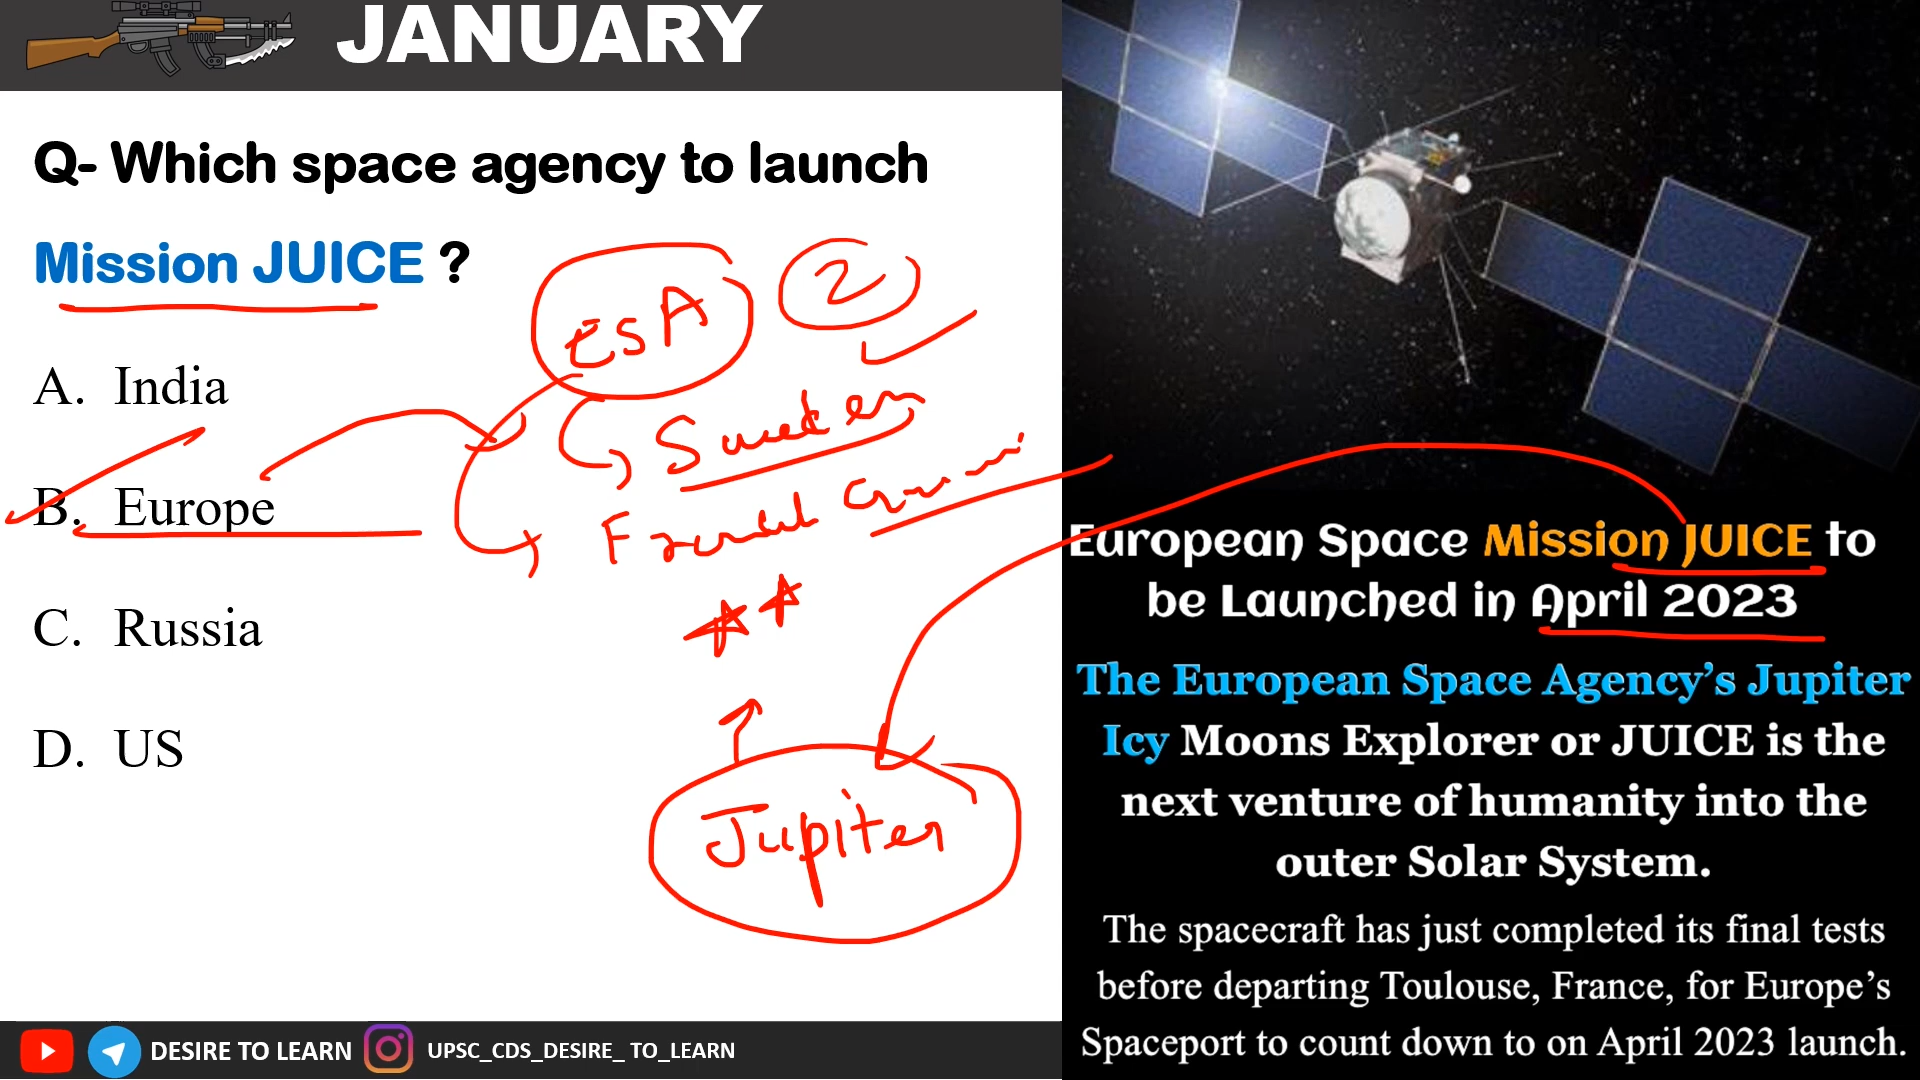 JANUARY
Q- Which space agency to launch
Mission JUICE ?
ESA
2
A. India
Sweden
B. Europe
French
C. Russia
D. US
Jupiter
European Space Mission JUICE to
be Launched in April 2023
The European Space Agency’s Jupiter
Icy Moons Explorer or JUICE is the
next venture of humanity into the
outer Solar System.
The spacecraft has just completed its final tests
before departing Toulouse, France, for Europe’s
Spaceport to count down to on April 2023 launch.
DESIRE TO LEARN
UPSC_CDS_DESIRE_ TO_LEARN